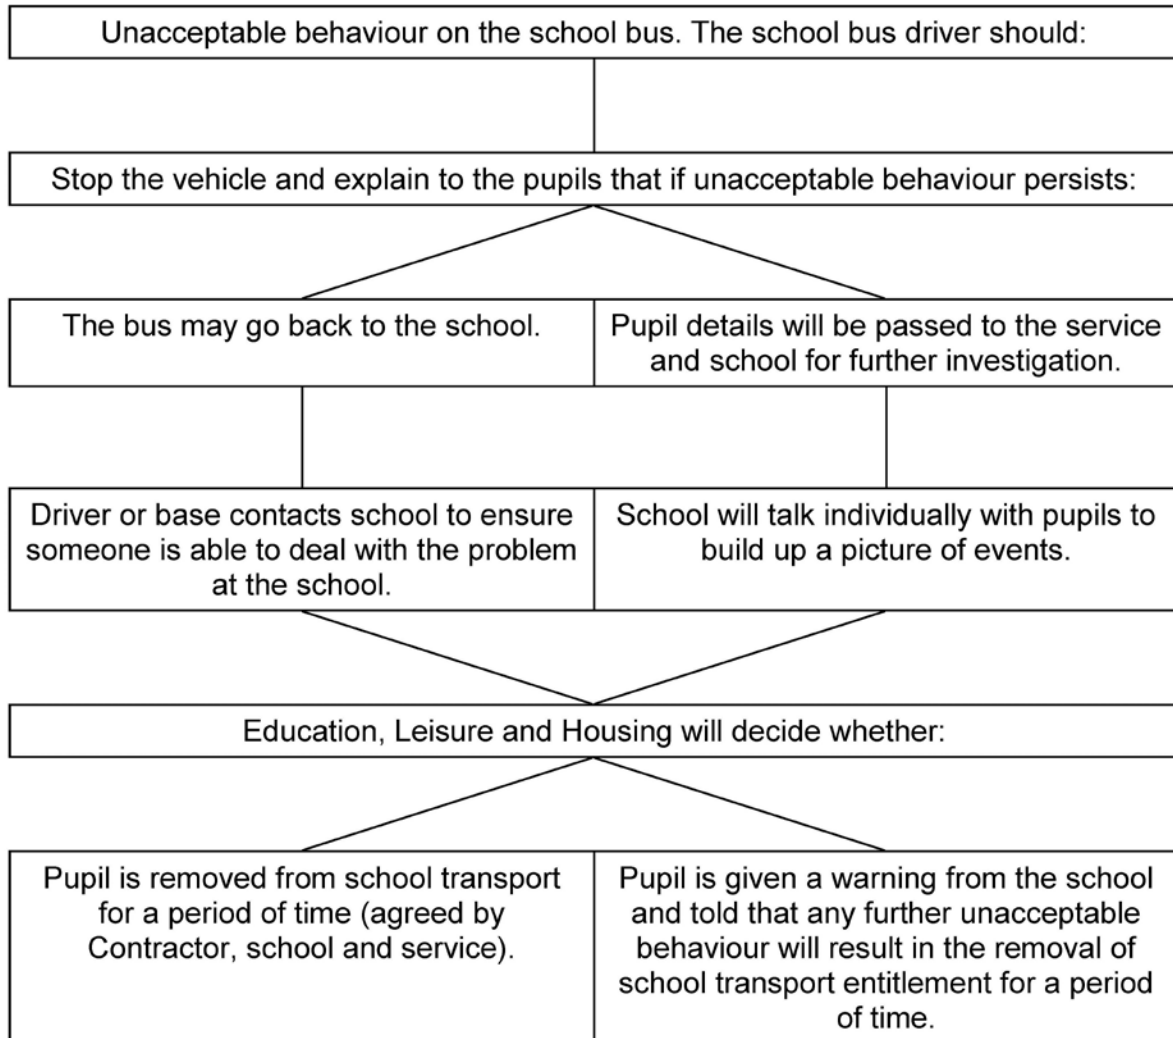 Unacceptable behaviour on the school bus. The school bus driver should:
Stop the vehicle and explain to the pupils that if unacceptable behaviour persists:
The bus may go back to the school.
Pupil details will be passed to the service
and school for further investigation.
Driver or base contacts school to ensure
someone is able to deal with the problem
at the school.
School will talk individually with pupils to
build up a picture of events.
Education, Leisure and Housing will decide whether:
Pupil is removed from school transport
for a period of time (agreed by
Contractor, school and service).
Pupil is given a warning from the school
and told that any further unacceptable
behaviour will result in the removal of
school transport entitlement for a period
of time.